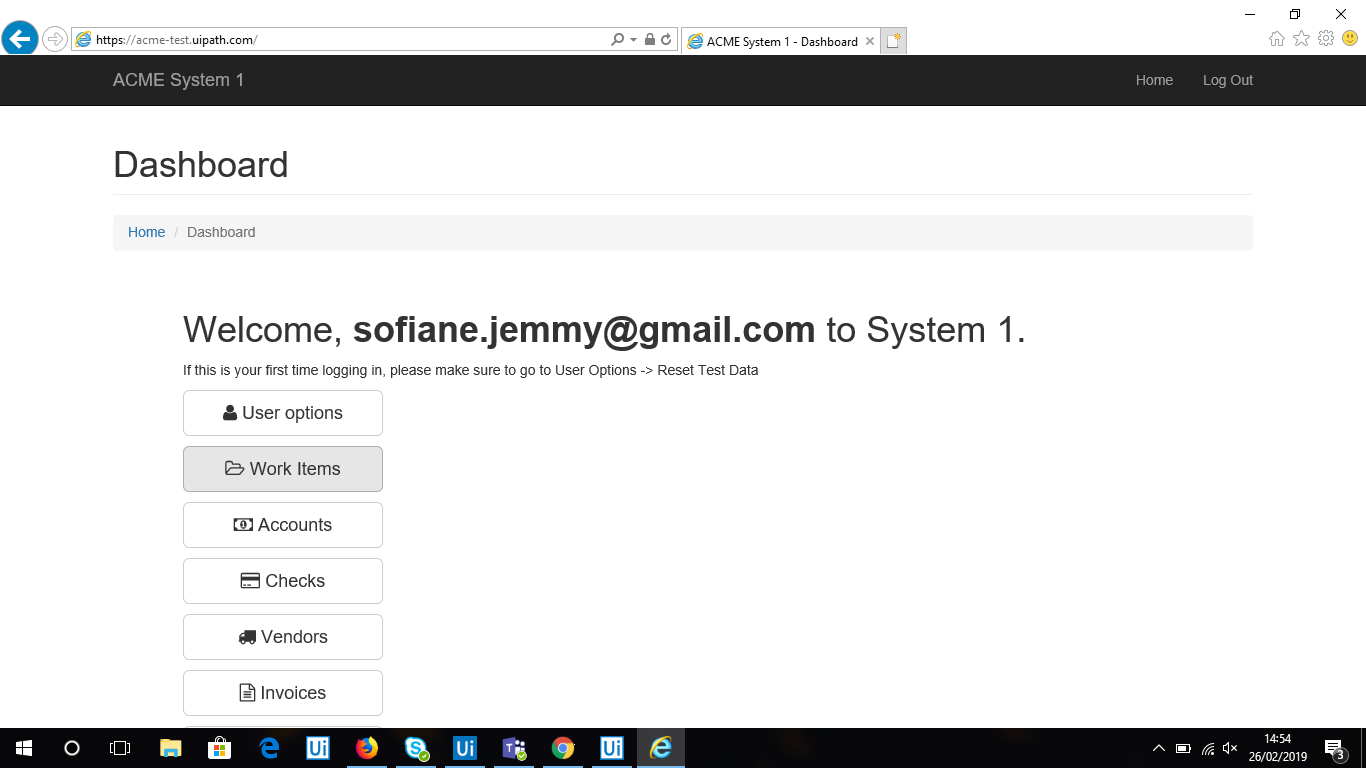 https://acme-test.uipath.com/
ACME System 1 - Dashboard
ACME System 1
Home
Log Out
Dashboard
Home / Dashboard
Welcome, sofiane.jemmy@gmail.com to System 1.
If this is your first time logging in, please make sure to go to User Options -> Reset Test Data
User options
Work Items
Accounts
Checks
Vendors
Invoices
Ui
Ui
Ui
14:54
26/02/2019
3